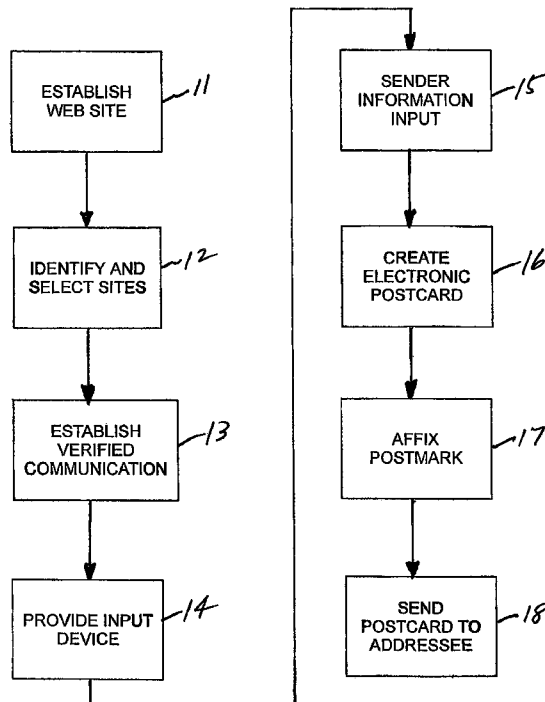 ESTABLISH
WEB SITE
11
IDENTIFY AND
SELECT SITES
12
ESTABLISH
VERIFIED
COMMUNICATION
13
PROVIDE INPUT
DEVICE
14
SENDER
INFORMATION
INPUT
15
CREATE
ELECTRONIC
POSTCARD
16
AFFIX
POSTMARK
17
SEND
POSTCARD TO
ADDRESSEE
18